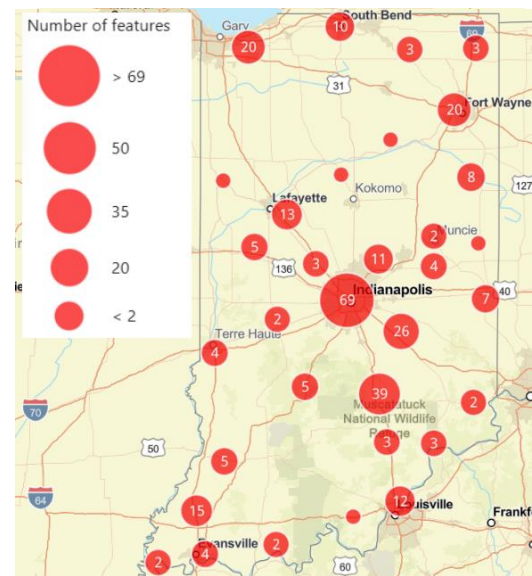 Number of features
> 69
50
35
20
< 2
Gary
South Bend
10
20
3
3
69
31
20
Fort Wayne
8
127
Kokomo
Lafayette
13
5
2
Muncie
136
3
11
4
Indianapolis
69
7
40
2
26
Terre Haute
4
5
39
2
70
Muscatatuck
National Wildlife
Refuge
3
3
50
5
64
15
12
Louisville
Frankf
Evansville
4
2
2
60